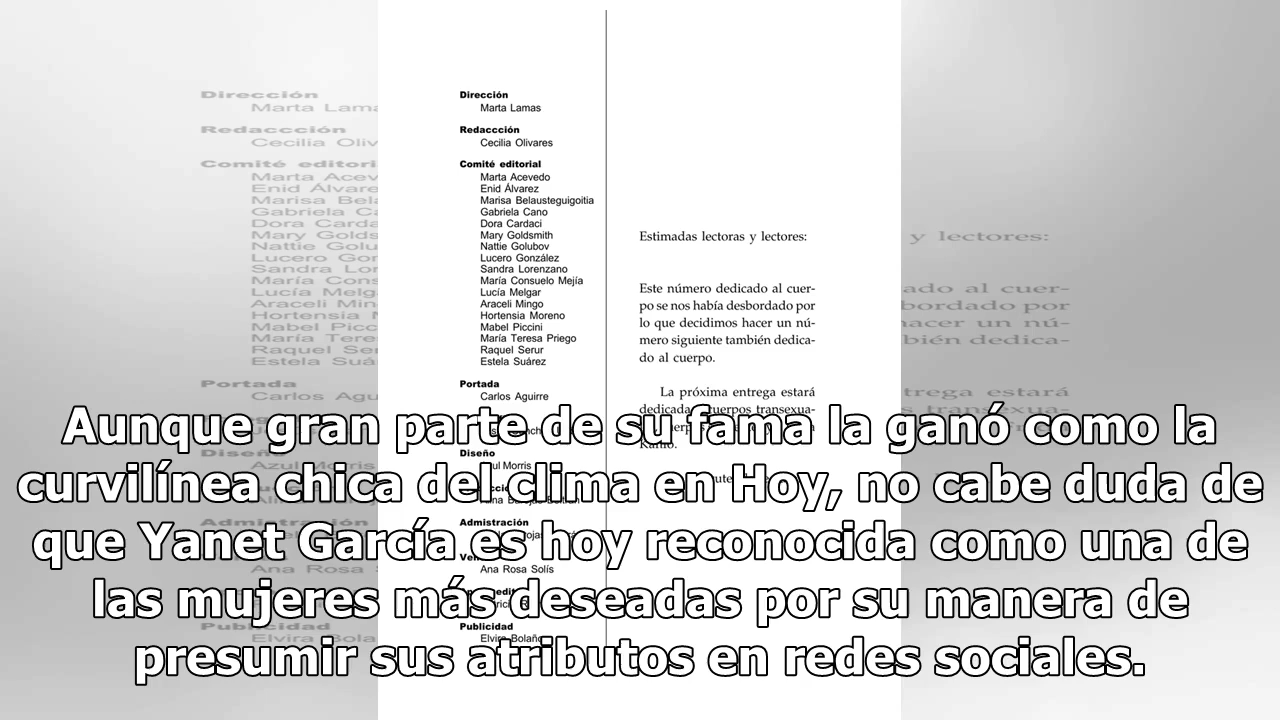 Dirección
Marta Lamas
Redaccción
Cecilia Olivares
Comité editorial
Marta Acevedo
Enid Álvarez
Marisa Belausteguigoitia
Gabriela Cano
Dora Cardaci
Mary Goldsmith
Nattie Golubov
Lucero González
Sandra Lorenzano
María Consuelo Mejía
Lucía Melgar
Araceli Mingo
Hortensia Moreno
Mabel Piccini
María Teresa Priego
Raquel Serur
Estela Suárez
Portada
Carlos Aguirre
Diseño
Morris
Admistración
Ana Rosa Solís
Publicidad
Elvira Bolaño
Estimadas lectoras y lectores:
Este número dedicado al cuer-
po se nos había desbordado por
lo que decidimos hacer un nú-
mero siguiente también dedica-
do al cuerpo.
La próxima entrega estará
Aunque gran parte de su fama la ganó como la
curvilínea chica del clima en Hoy, no cabe duda de
que Yanet García es hoy reconocida como una de
las mujeres más deseadas por su manera de
presumir sus atributos en redes sociales.